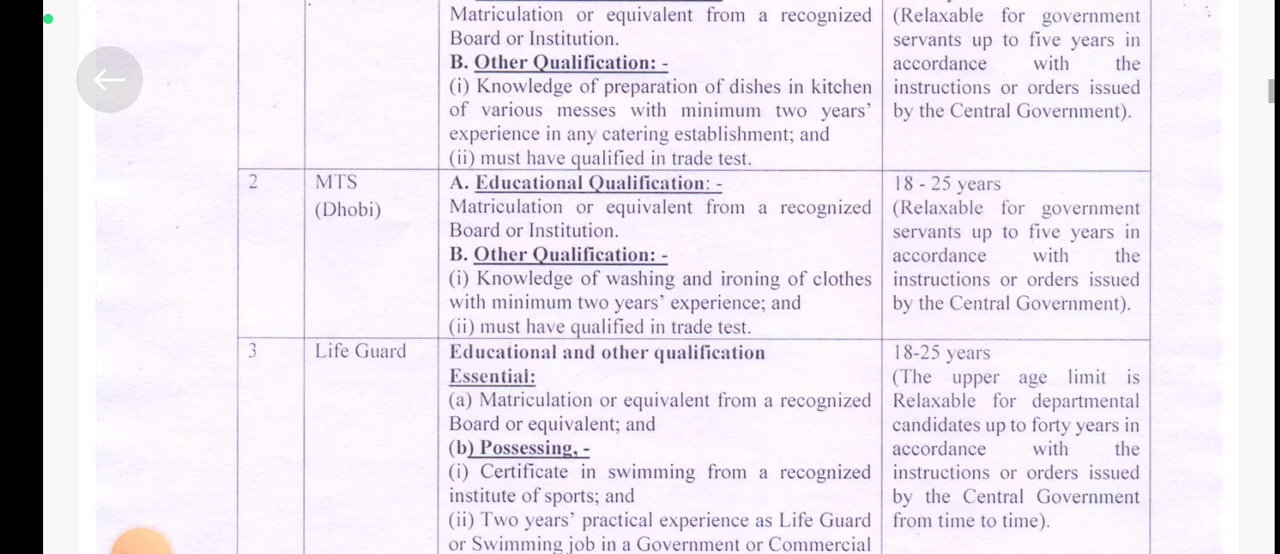 Matriculation or equivalent from a recognized
Board or Institution.
B. Other Qualification: -
(i) Knowledge of preparation of dishes in kitchen
of various messes with minimum two years'
experience in any catering establishment; and
(ii) must have qualified in trade test.
(Relaxable for government
servants up to five years in
accordance with the
instructions or orders issued
by the Central Government).
2
MTS
(Dhobi)
A. Educational Qualification: -
Matriculation or equivalent from a recognized
Board or Institution.
B. Other Qualification: -
(i) Knowledge of washing and ironing of clothes
with minimum two years' experience; and
(ii) must have qualified in trade test.
18 - 25 years
(Relaxable for government
servants up to five years in
accordance with the
instructions or orders issued
by the Central Government).
3
Life Guard
Educational and other qualification
Essential:
(a) Matriculation or equivalent from a recognized
Board or equivalent; and
(b) Possessing, -
(i) Certificate in swimming from a recognized
institute of sports; and
(ii) Two years' practical experience as Life Guard
or Swimming job in a Government or Commercial
18-25 years
(The upper age limit is
Relaxable for departmental
candidates up to forty years in
accordance with the
instructions or orders issued
by the Central Government
from time to time).